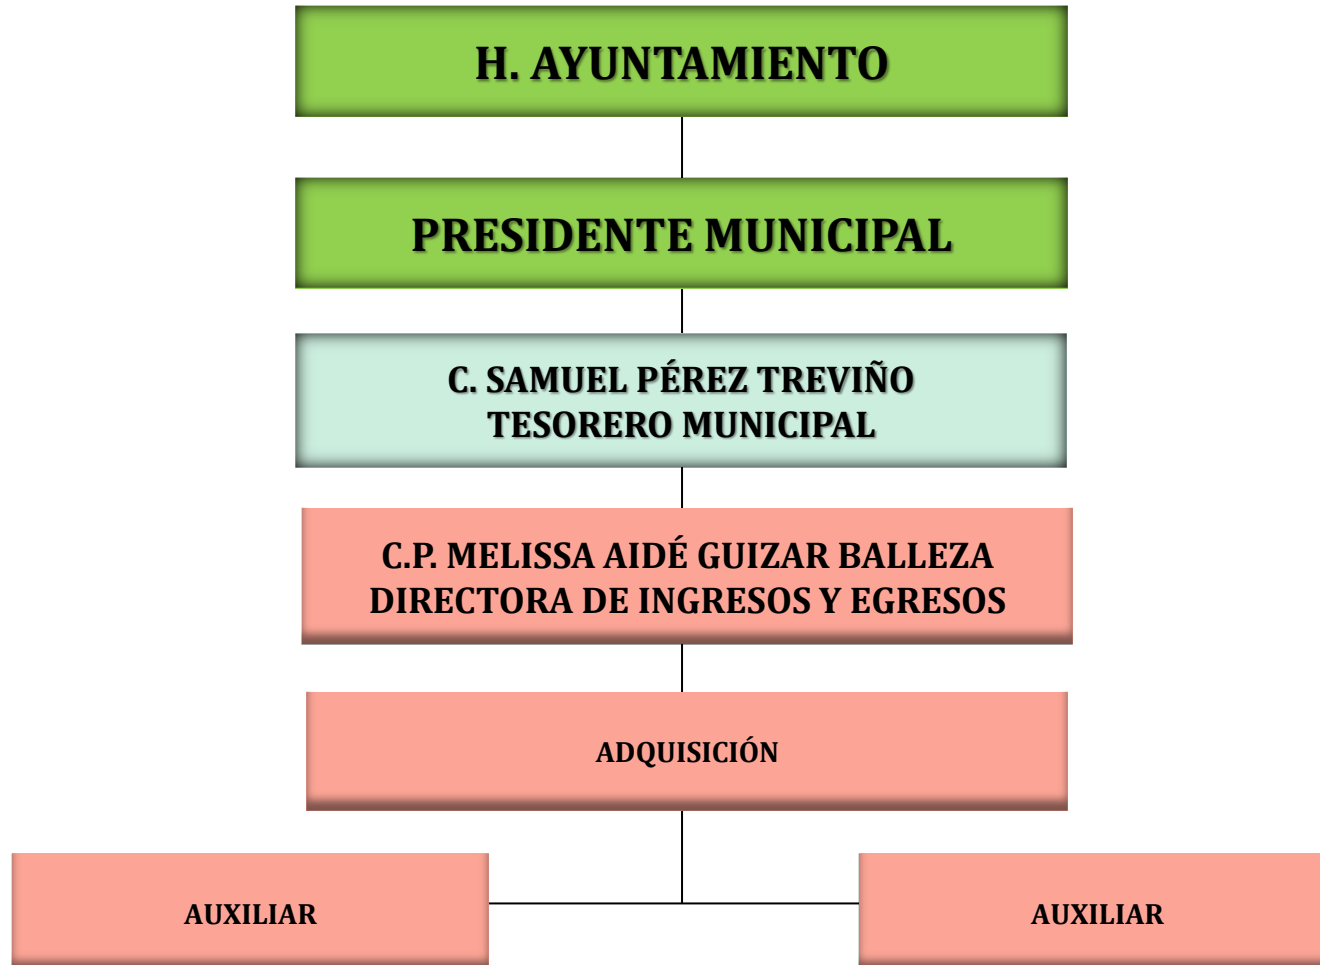 H. AYUNTAMIENTO
PRESIDENTE MUNICIPAL
C. SAMUEL PÉREZ TREVIÑO
TESORERO MUNICIPAL
C.P. MELISSA AIDÉ GUIZAR BALLEZA
DIRECTORA DE INGRESOS Y EGRESOS
ADQUISICIÓN
AUXILIAR
AUXILIAR